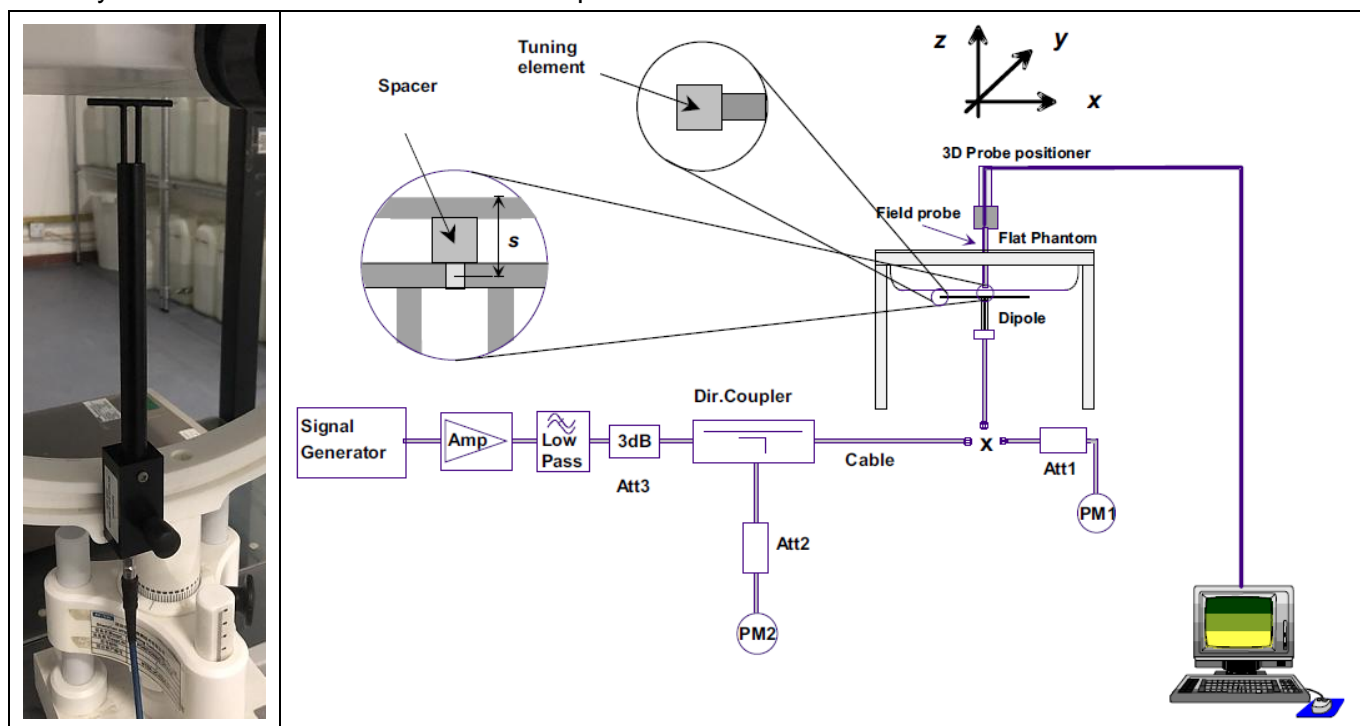 Tuning
element
z
y
Spacer
x
3D Probe positioner
Field probe
s
Flat Phantom
Dipole
Dir.Coupler
Signal
Generator
Amp
Low
Pass
3dB
Cable
X
Att1
Att3
PM1
Att2
PM2